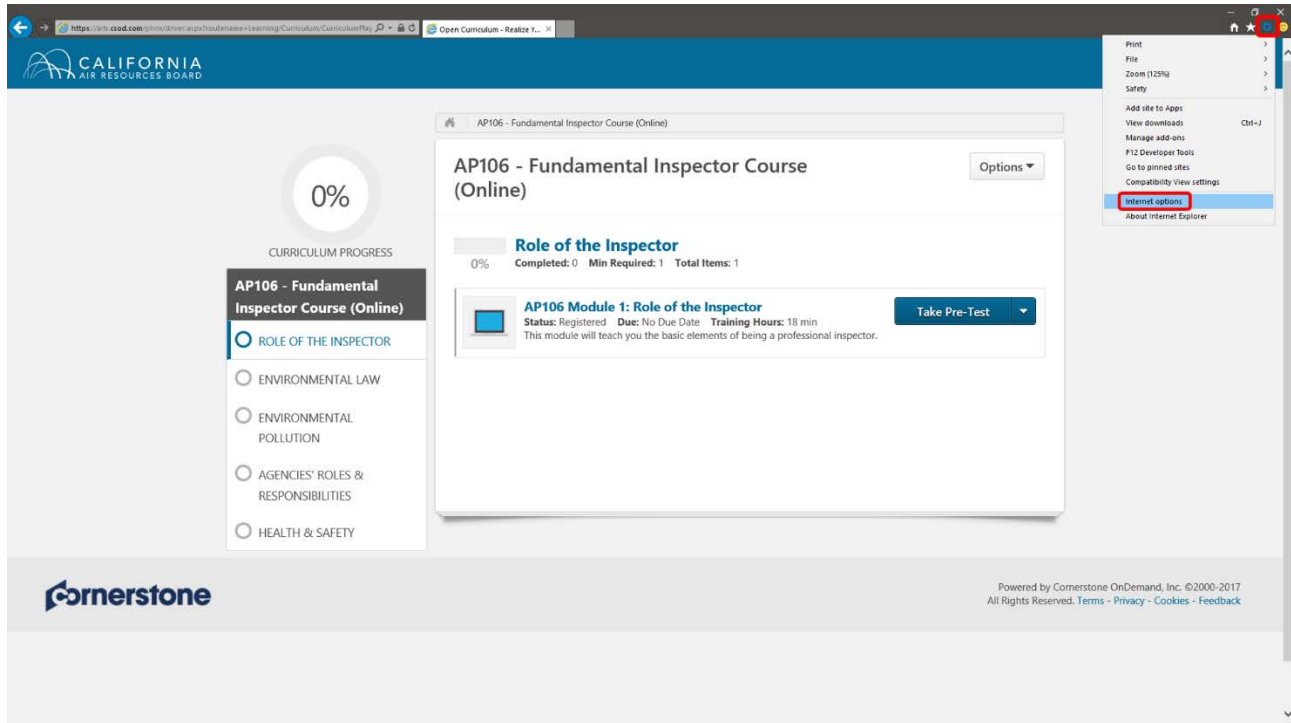 https://arb.csod.com/phnx/driver.aspx?routename=Learning/Curriculum/CurriculumPlay
Open Curriculum - Realize Y...
CALIFORNIA
AIR RESOURCES BOARD
Print
File
Zoom (125%)
Safety
Add site to Apps
View downloads Ctrl+J
Manage add-ons
F12 Developer Tools
Go to pinned sites
Compatibility View settings
Internet options
About Internet Explorer
AP106 - Fundamental Inspector Course (Online)
0%
CURRICULUM PROGRESS
AP106 - Fundamental
Inspector Course (Online)
ROLE OF THE INSPECTOR
ENVIRONMENTAL LAW
ENVIRONMENTAL
POLLUTION
AGENCIES' ROLES &
RESPONSIBILITIES
HEALTH & SAFETY
AP106 - Fundamental Inspector Course
(Online)
Options
Role of the Inspector
0% Completed: 0 Min Required: 1 Total Items: 1
AP106 Module 1: Role of the Inspector
Status: Registered Due: No Due Date Training Hours: 18 min
This module will teach you the basic elements of being a professional inspector.
Take Pre-Test
Cornerstone
Powered by Cornerstone OnDemand, Inc. ©2000-2017
All Rights Reserved. Terms - Privacy - Cookies - Feedback